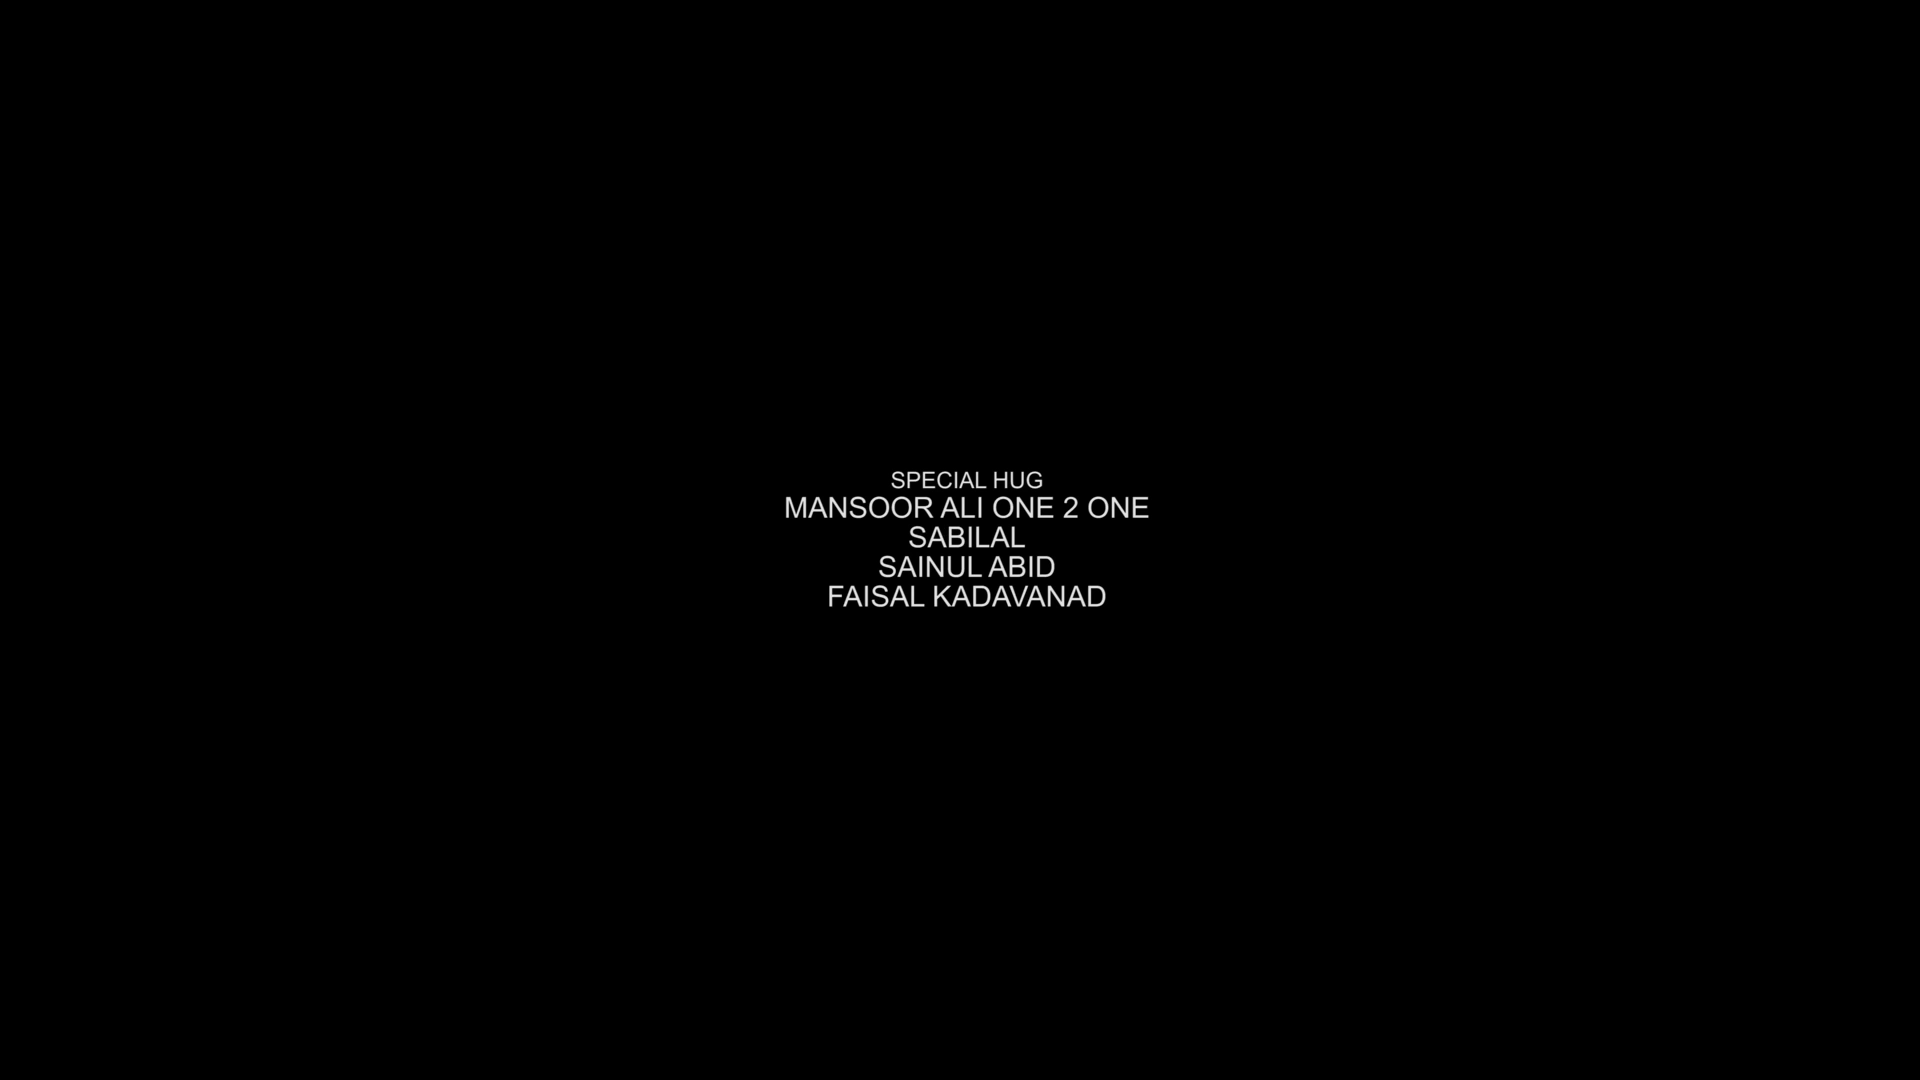 SPECIAL HUG
MANSOOR ALI ONE 2 ONE
SABILAL
SAINUL ABID
FAISAL KADAVANAD